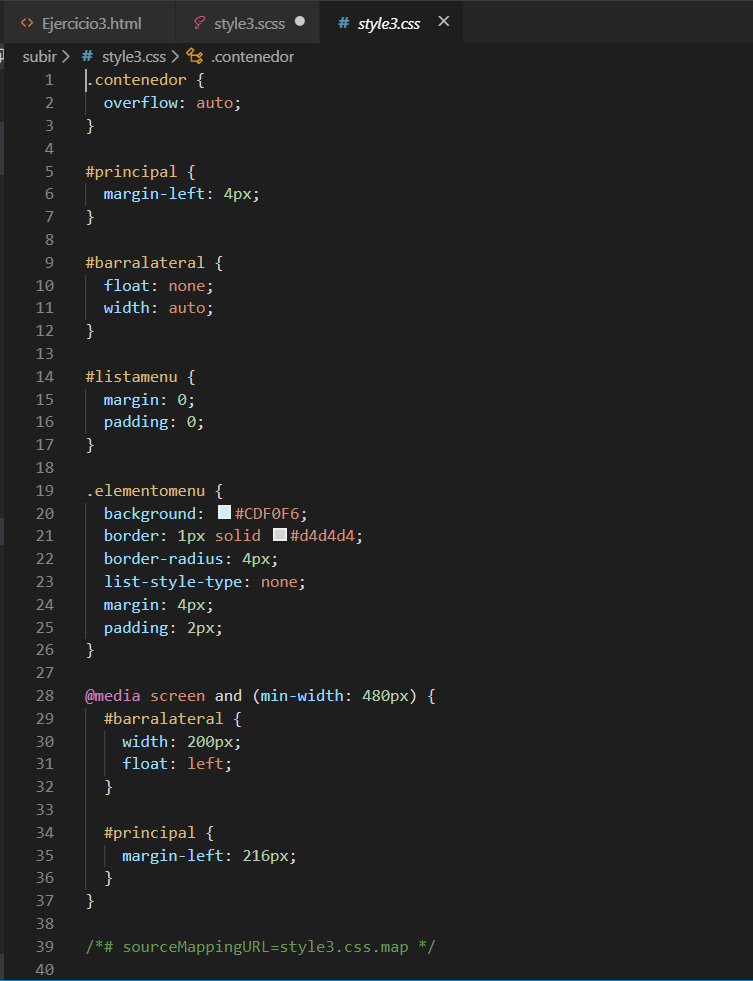 Ejercicio3.html style3.scss style3.css
subir > # style3.css > .contenedor
1 .contenedor {
2   overflow: auto;
3 }
4
5 #principal {
6   margin-left: 4px;
7 }
8
9 #barralateral {
10   float: none;
11   width: auto;
12 }
13
14 #listamenu {
15   margin: 0;
16   padding: 0;
17 }
18
19 .elementomenu {
20   background: #CDF0F6;
21   border: 1px solid #d4d4d4;
22   border-radius: 4px;
23   list-style-type: none;
24   margin: 4px;
25   padding: 2px;
26 }
27
28 @media screen and (min-width: 480px) {
29   #barralateral {
30     width: 200px;
31     float: left;
32   }
33
34   #principal {
35     margin-left: 216px;
36   }
37 }
38
39 /*# sourceMappingURL=style3.css.map */
40